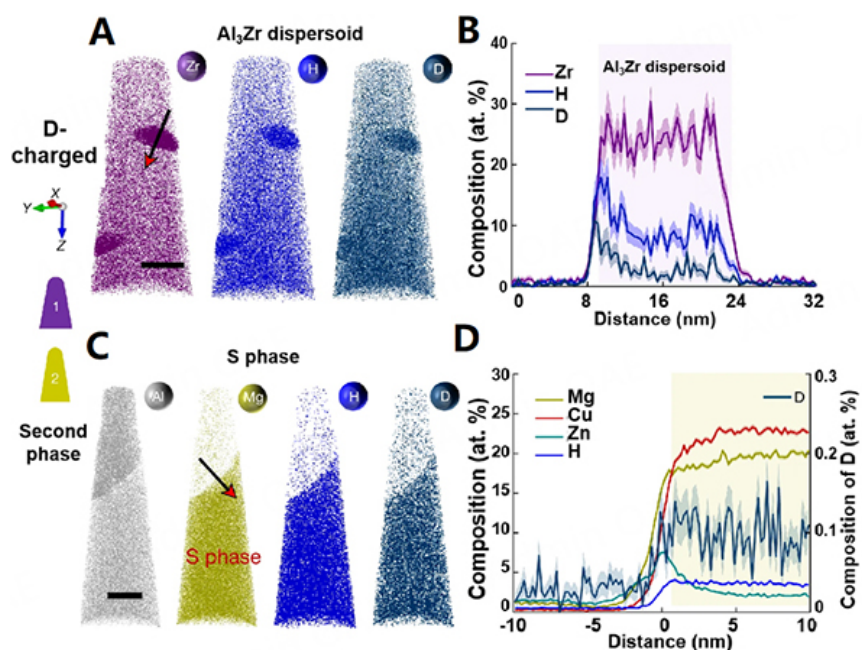 A
Al₃Zr dispersoid
Zr
H
D
D-
charged
X
Y
Z
1
2
Second
phase
B
Al₃Zr dispersoid
Zr
H
D
Composition (at. %)
40
30
20
10
0
0
8
16
24
32
Distance (nm)
C
S phase
Al
Mg
H
D
S phase
D
Mg
Cu
Zn
H
D
Composition (at. %)
30
25
20
15
10
5
0
0.3
0.2
0.1
0
Composition of D (at. %)
-10
-5
0
5
10
Distance (nm)